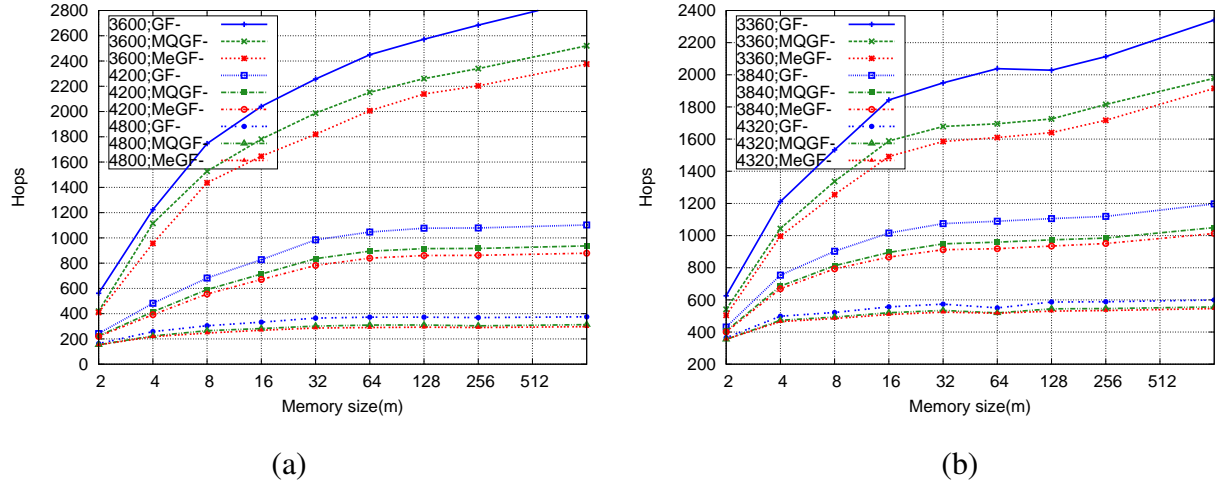 2800
2600
2400
2200
2000
1800
1600
1400
1200
1000
800
600
400
200
0
Hops
3600;GF-
3600;MQGF-
3600;MeGF-
4200;GF-
4200;MQGF-
4200;MeGF-
4800;GF-
4800;MQGF-
4800;MeGF-
2 4 8 16 32 64 128 256 512
Memory size(m)
(a)
2400
2200
2000
1800
1600
1400
1200
1000
800
600
400
200
Hops
3360;GF-
3360;MQGF-
3360;MeGF-
3840;GF-
3840;MQGF-
3840;MeGF-
4320;GF-
4320;MQGF-
4320;MeGF-
2 4 8 16 32 64 128 256 512
Memory size(m)
(b)